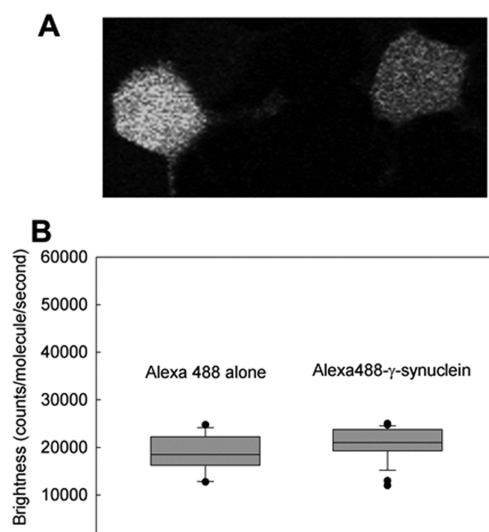 A
B
Brightness (counts/molecule/second)
60000
50000
40000
30000
20000
10000
Alexa 488 alone
Alexa488-γ-synuclein